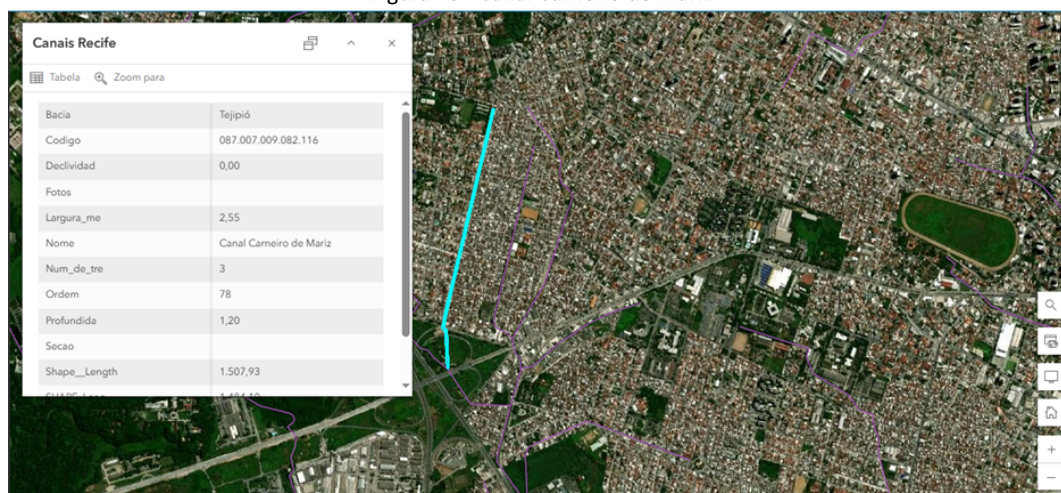 Canais Recife
Tabela Zoom para
Bacia Tejipió
Codigo 087.007.009.082.116
Declividad 0,00
Fotos
Largura_me 2,55
Nome Canal Carneiro de Mariz
Num_de_tre 3
Ordem 78
Profundida 1,20
Secao
Shape__Length 1.507,93